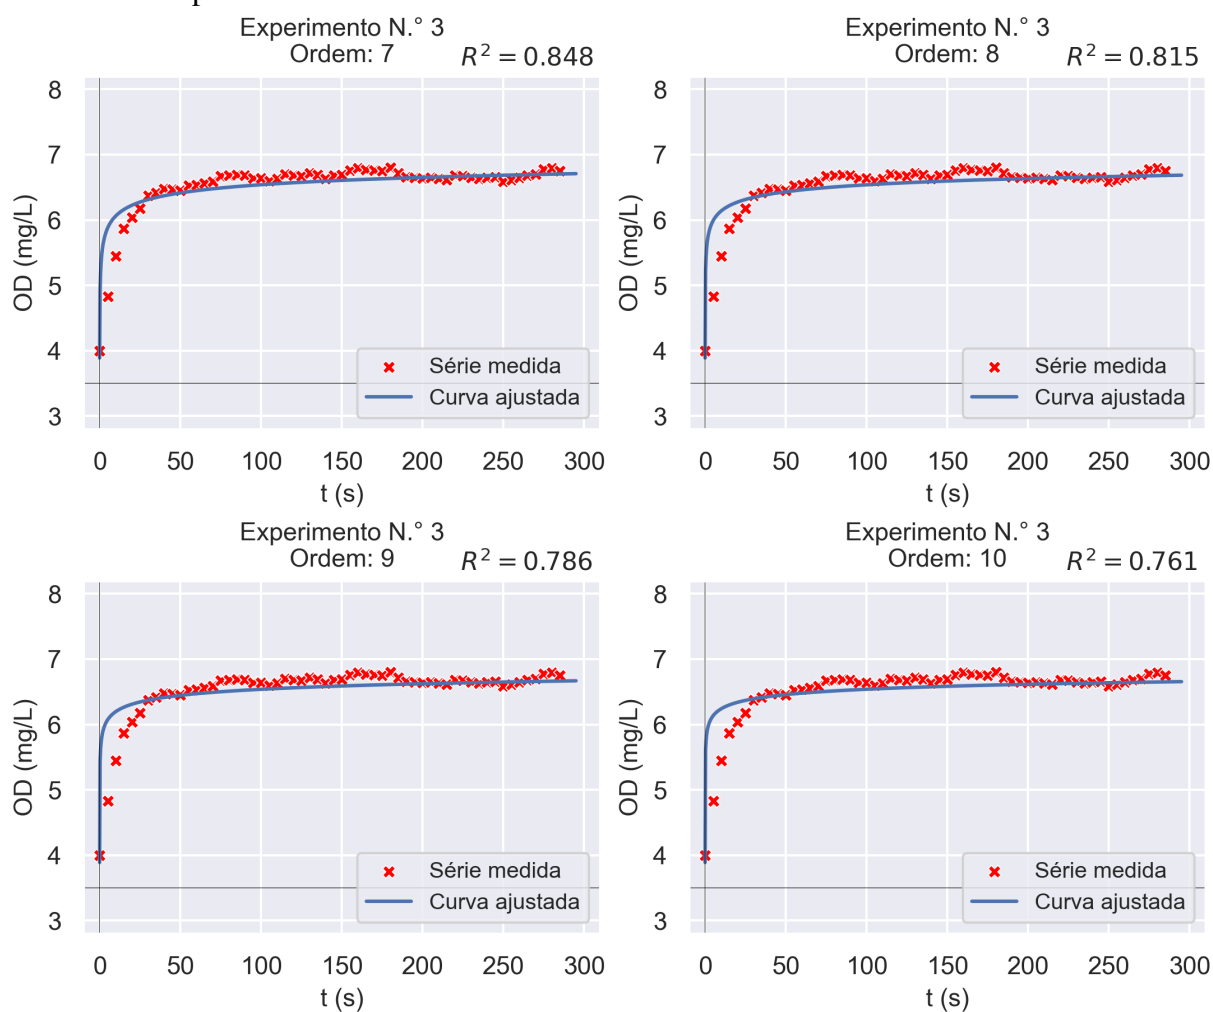 Experimento N.° 3
Ordem: 7 R² = 0.848
8
7
6
5
4
3
OD (mg/L)
Série medida
Curva ajustada
0 50 100 150 200 250 300
t (s)
Experimento N.° 3
Ordem: 8 R² = 0.815
8
7
6
5
4
3
OD (mg/L)
Série medida
Curva ajustada
0 50 100 150 200 250 300
t (s)
Experimento N.° 3
Ordem: 9 R² = 0.786
8
7
6
5
4
3
OD (mg/L)
Série medida
Curva ajustada
0 50 100 150 200 250 300
t (s)
Experimento N.° 3
Ordem: 10 R² = 0.761
8
7
6
5
4
3
OD (mg/L)
Série medida
Curva ajustada
0 50 100 150 200 250 300
t (s)